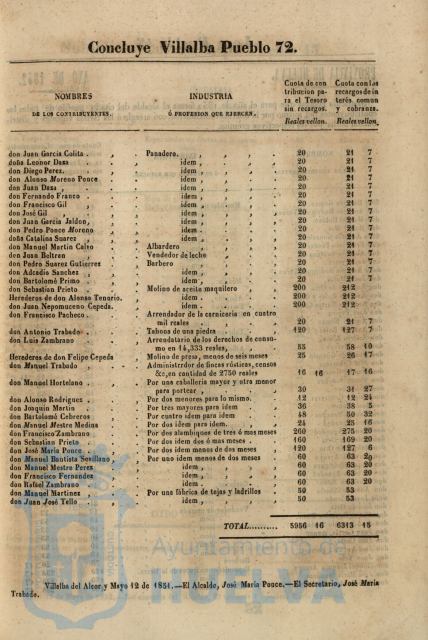 Concluye Villalba Pueblo 72.
NOMBRES DE LOS CONTRIBUYENTES. INDUSTRIA Ó PROFESION QUE EJERCEN. Cuota de contribucion para el Tesoro sin recargos. Reales vellon. Cuota con los recargos de interés comun y cobranza. Reales vellon.
don Juan Garcia Colita . , Panadero. , , , 20 21 7
doña Leonor Daza , , idem , , , 20 21 7
don Diego Perez. , , idem , , , 20 21 7
don Alonso Moreno Ponce , idem , , , 20 21 7
don Juan Daza , , , idem , , , 20 21 7
don Fernando Franco . , idem , , , 20 21 7
don Francisco Gil , , idem , , , 20 21 7
don José Gil , , , idem , , , 20 21 7
don Juan Garcia Jaldon, , idem , , , 20 21 7
don Pedro Ponce Moreno , idem , , , 20 21 7
doña Catalina Suarez , , idem , , , 20 21 7
don Manuel Martin Calvo , Albardero , , , 20 21 7
don Juan Beltran , , Vendedor de leche , , 20 21 7
don Pedro Suarez Gutierrez , Barbero , , , 20 21 7
don Adcadio Sanchez , , idem , , , 20 21 7
don Bartolomé Primo . , idem , , , 20 21 7
don Sebastian Prieto , , Molino de aceite maquilero , 200 212
Herederos de don Alonso Tenorio. idem . , , 200 212
don Juan Nepomuceno Cepeda. idem . , , 200 212
don Francisco Pacheco. , , Arrendador de la carniceria en cuatro
mil reales , , , 20 21 7
don Antonio Trabado . , Tahona de una piedra . , 120 127 7
don Luis Zambrano , , Arrendatario de los derechos de consumo
en 14,333 reales, , , 55 58 10
Herederos de don Felipe Cepeda Molino de presa, menos de seis meses 25 26 17
don Manuel Trabado , , Administrdor de fincas rústicas, censos
&c,en cantidad de 2750 reales 16 16 17 16
don Manuel Hortelano . , Por una caballeria mayor y otra menor
para portear , , , 30 31 27
don Alonso Rodriguez . , Por dos menores para lo mismo. , 12 12 24
don Joaquin Martin . , Por tres mayores para idem , 36 38 5
don Bartolomé Cebreros , Por cuatro idem para idem , 48 50 32
don Manuel Mestre Medina , Por dos idem para idem. , 24 25 16
don Francisco Zambrano , Por dos alambiques de tres ó mas meses 260 275 20
don Sebastian Prieto , , Por dos idem dos ó mas meses . 160 169 20
don José Maria Ponce . , Por dos idem menos de dos meses 120 127 6
don Manuel Bautista Sevillano , Por uno idem menos de dos meses 60 63 20
don Manuel Mestre Perez , idem , , , 60 63 20
don Francisco Fernandez , idem , , , 60 63 20
don Rafael Zambrano , , idem , , , 60 63 20
don Manuel Martinez , , Por una fábrica de tejas y ladrillos 50 53
don Juan José Tello . , idem , , , 50 53
TOTAL.......... 5956 16 6313 15
Villalba del Alcor y Mayo 12 de 1851.—El Alcalde, José Maria Ponce.—El Secretario, José Maria
Trabado.
Ayuntamiento de
HUELVA